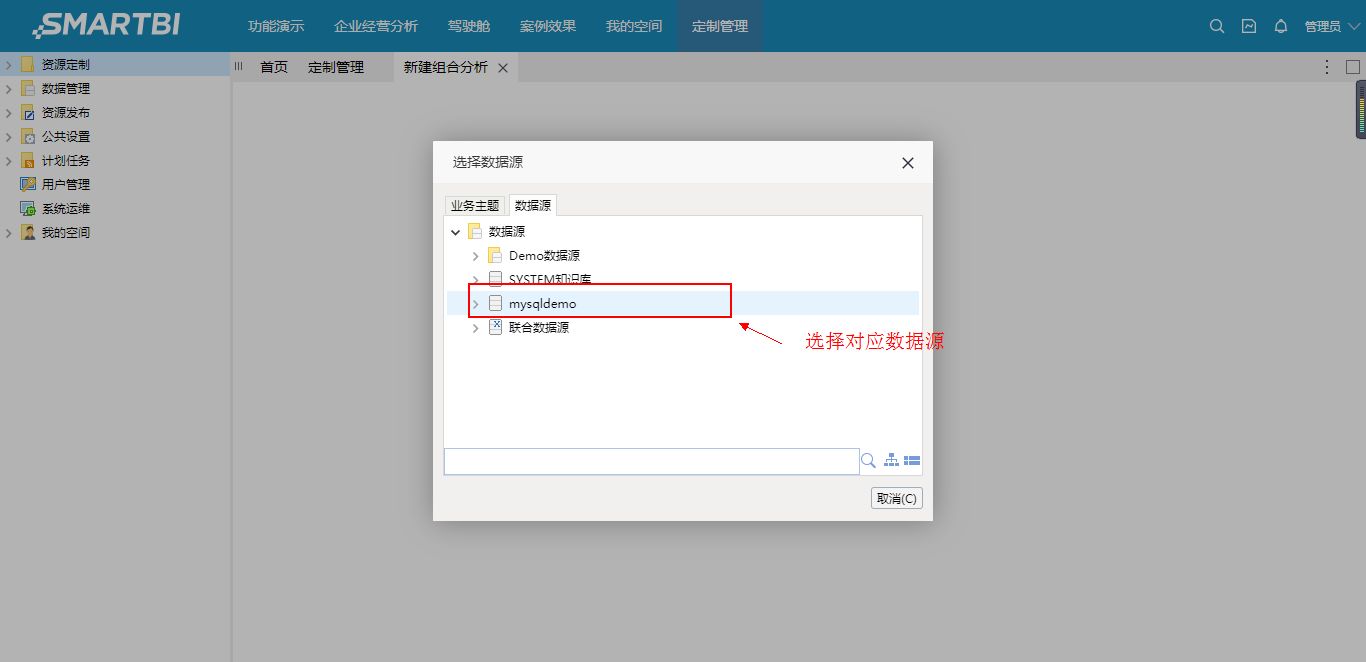 SMARTBI
功能演示
企业经营分析
驾驶舱
案例效果
我的空间
定制管理
管理员
资源定制
数据管理
资源发布
公共设置
计划任务
用户管理
系统运维
我的空间
首页
定制管理
新建组合分析
选择数据源
业务主题
数据源
数据源
Demo数据源
SYSTEM知识库
mysqldemo
联合数据源
选择对应数据源
取消(C)